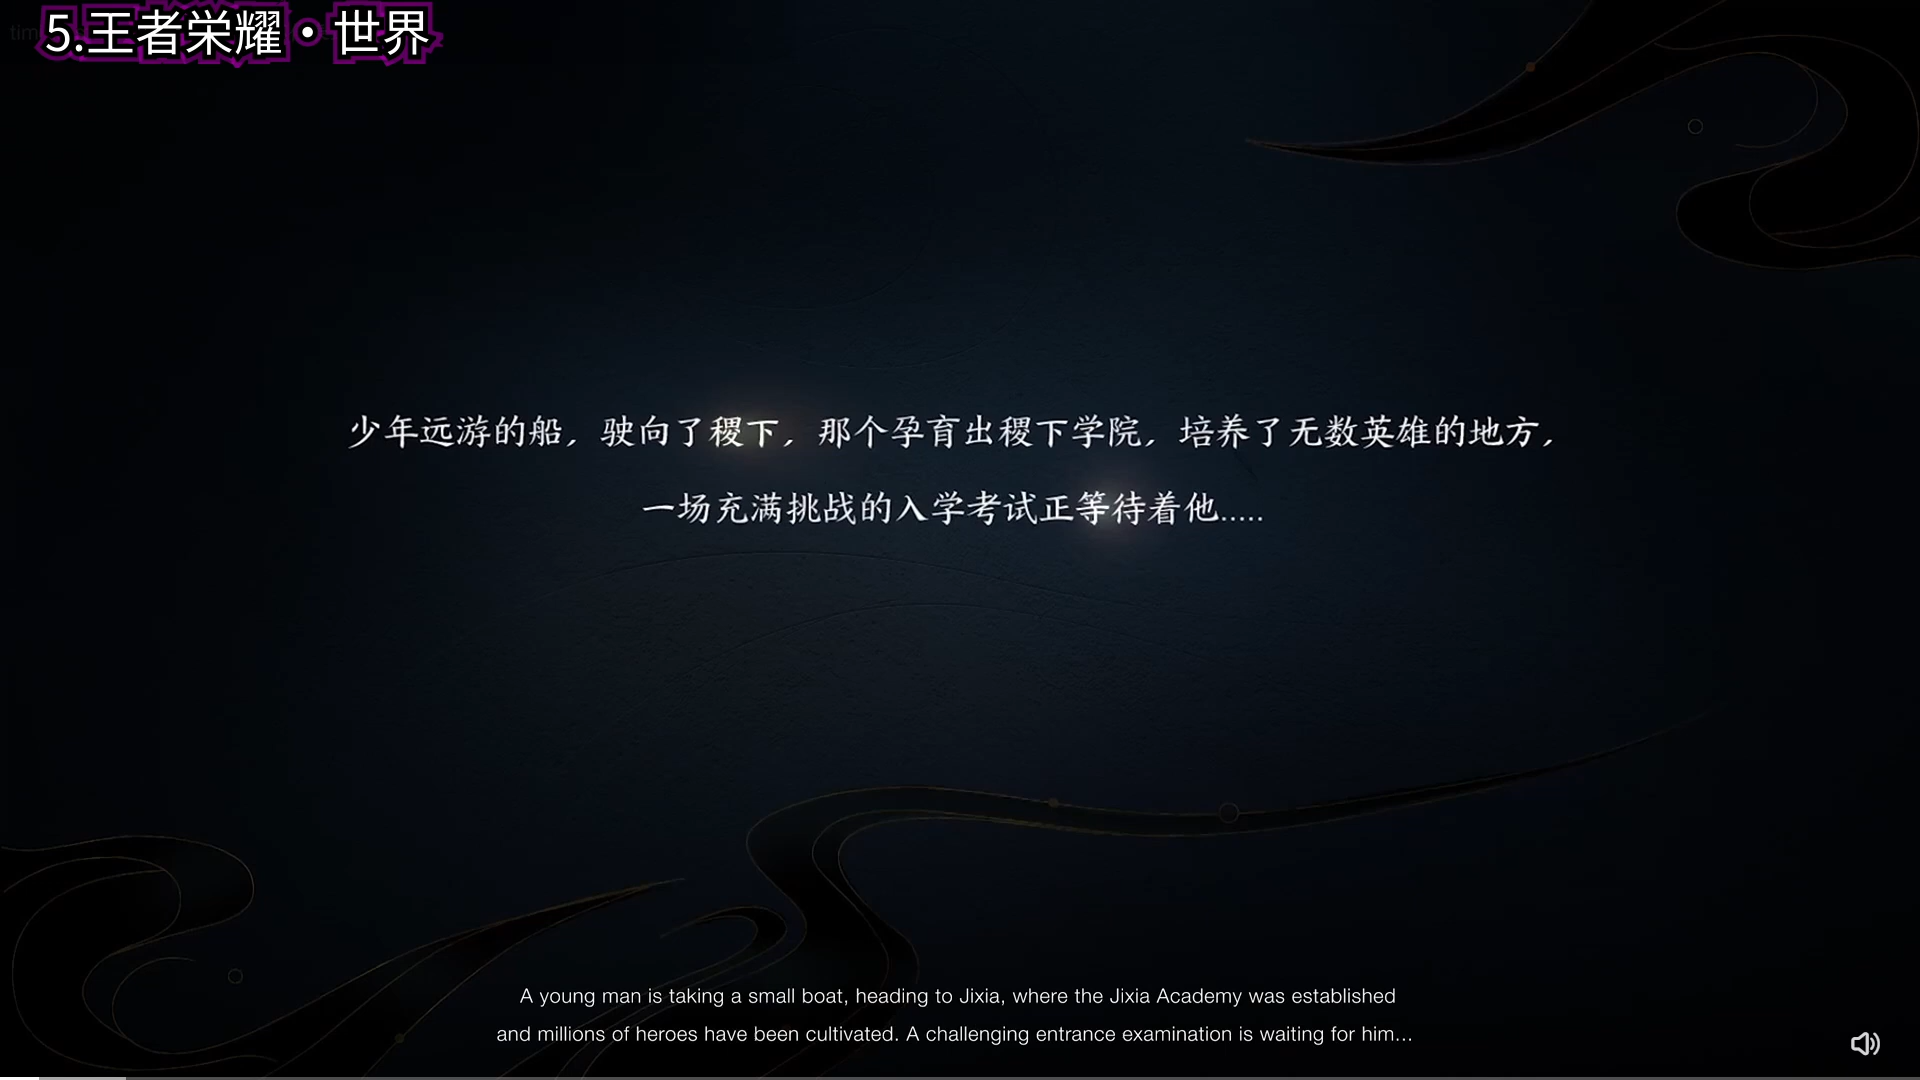 5.王者栄耀・世界
少年远游的船，驶向了稷下，那个孕育出稷下学院，培养了无数英雄的地方，
一场充满挑战的入学考试正等待着他.....
A young man is taking a small boat, heading to Jixia, where the Jixia Academy was established
and millions of heroes have been cultivated. A challenging entrance examination is waiting for him...